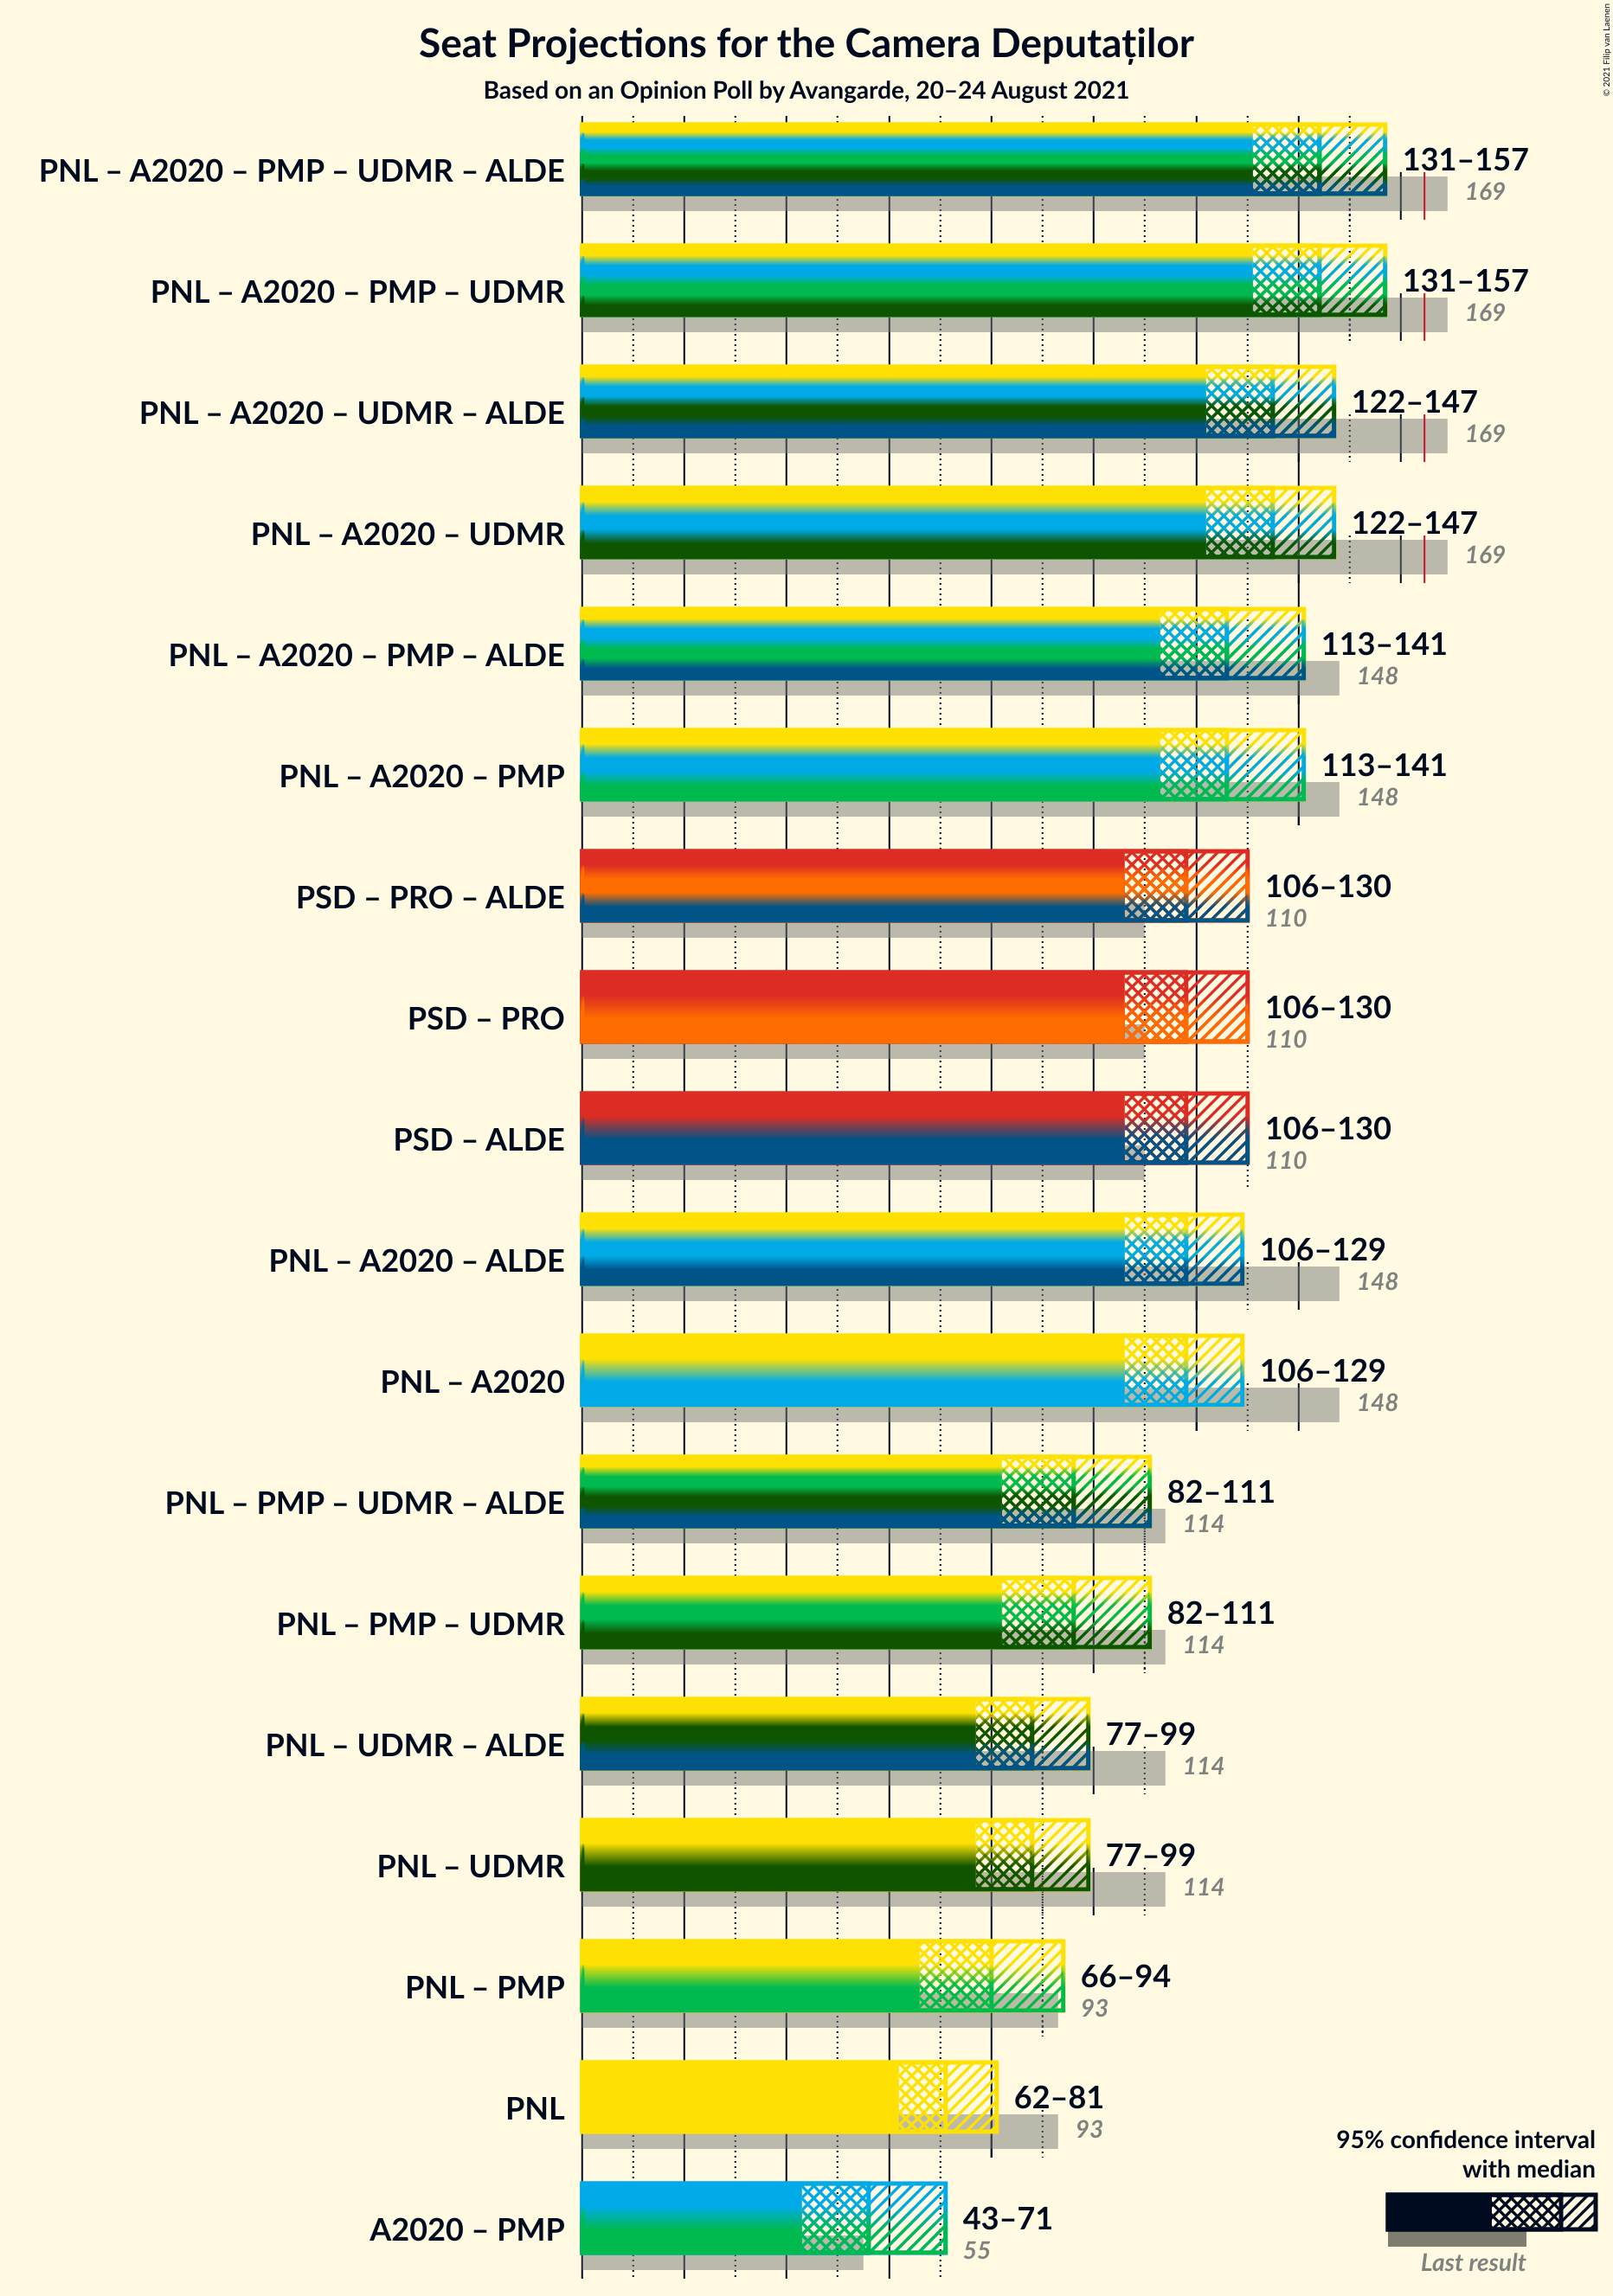 Seat Projections for the Camera Deputaților
Based on an Opinion Poll by Avangarde, 20–24 August 2021
© 2021 Filip van Laenen
PNL – A2020 – PMP – UDMR – ALDE
131–157
169
PNL – A2020 – PMP – UDMR
131–157
169
PNL – A2020 – UDMR – ALDE
122–147
169
PNL – A2020 – UDMR
122–147
169
PNL – A2020 – PMP – ALDE
113–141
148
PNL – A2020 – PMP
113–141
148
PSD – PRO – ALDE
106–130
110
PSD – PRO
106–130
110
PSD – ALDE
106–130
110
PNL – A2020 – ALDE
106–129
148
PNL – A2020
106–129
148
PNL – PMP – UDMR – ALDE
82–111
114
PNL – PMP – UDMR
82–111
114
PNL – UDMR – ALDE
77–99
114
PNL – UDMR
77–99
114
PNL – PMP
66–94
93
PNL
62–81
93
A2020 – PMP
43–71
55
95% confidence interval
with median
Last result